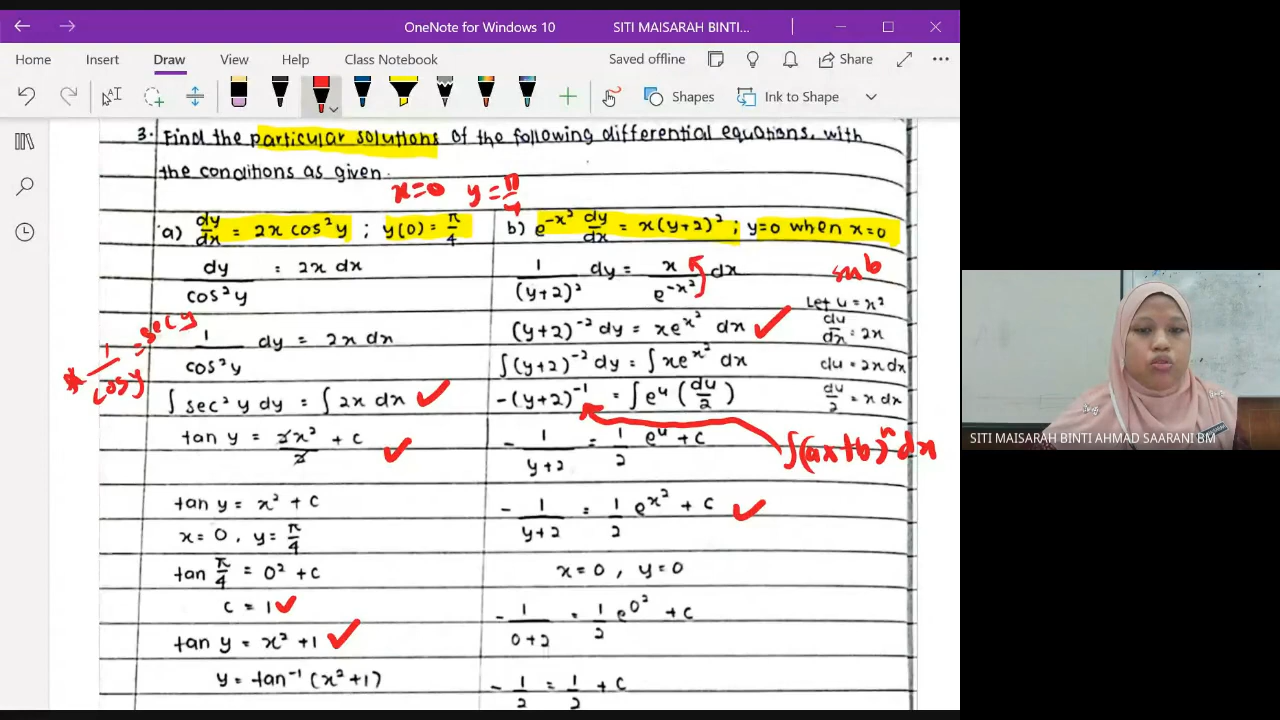 OneNote for Windows 10
SITI MAISARAH BINTI...
Home Insert Draw View Help Class Notebook
Saved offline
Share
Shapes
Ink to Shape
3. Find the particular solutions of the following differential equations, with
the conditions as given.
x=0 y=π/4
a) dy/dx = 2x cos²y ; y(0) = π/4
dy/cos²y = 2x dx
1/cos²y dy = 2x dx
* 1/cos y = sec y
∫ sec²y dy = ∫ 2x dx ✓
tan y = 2x²/2 + c ✓
tan y = x² + c
x = 0, y = π/4
tan π/4 = 0² + c
c = 1 ✓
tan y = x² + 1 ✓
y = tan⁻¹ (x²+1)
b) e^(-x²) dy/dx = x(y+2)² ; y=0 when x=0
1/(y+2)² dy = x/e^(-x²) dx
(y+2)⁻² dy = xe^(x²) dx ✓
∫(y+2)⁻² dy = ∫xe^(x²) dx
-(y+2)⁻¹ = ∫e^u (du/2)
- 1/(y+2) = 1/2 e^u + c
- 1/(y+2) = 1/2 e^(x²) + c ✓
x=0, y=0
- 1/(0+2) = 1/2 e^(0²) + c
- 1/2 = 1/2 + c
sub
Let u = x²
du/dx = 2x
du = 2x dx
du/2 = x dx
∫(ax+b)ⁿ dx
SITI MAISARAH BINTI AHMAD SAARANI BM